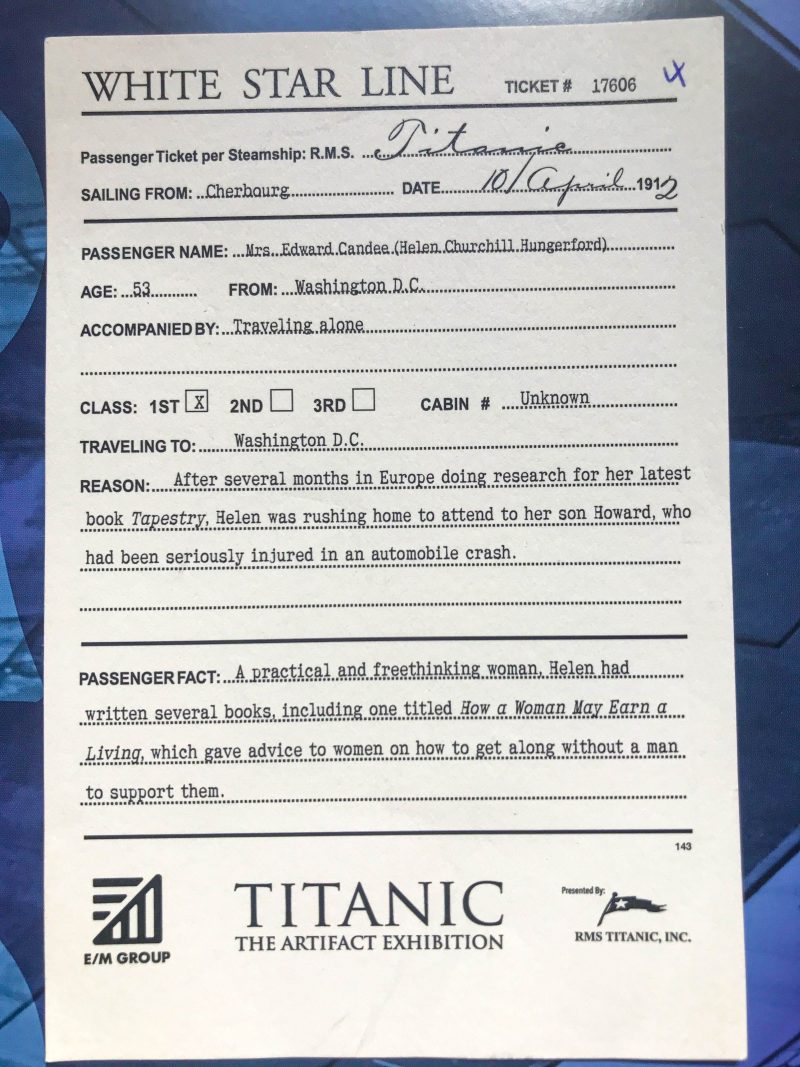 WHITE STAR LINE TICKET # 17606
Passenger Ticket per Steamship: R.M.S. Titanic
SAILING FROM: Cherbourg DATE 10/April 1912
PASSENGER NAME: Mrs. Edward Candee (Helen Churchill Hungerford)
AGE: 53 FROM: Washington D.C.
ACCOMPANIED BY: Traveling alone
CLASS: 1ST X 2ND 3RD CABIN # Unknown
TRAVELING TO: Washington D.C.
REASON: After several months in Europe doing research for her latest
book Tapestry, Helen was rushing home to attend to her son Howard, who
had been seriously injured in an automobile crash.
PASSENGER FACT: A practical and freethinking woman, Helen had
written several books, including one titled How a Woman May Earn a
Living, which gave advice to women on how to get along without a man
to support them.
143
E/M GROUP
TITANIC
THE ARTIFACT EXHIBITION
Presented By:
RMS TITANIC, INC.